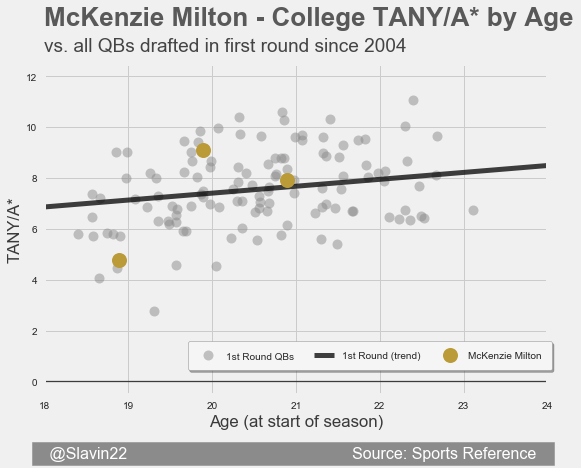 McKenzie Milton - College TANY/A* by Age
vs. all QBs drafted in first round since 2004
12
10
8
6
4
2
0
TANY/A*
1st Round QBs
1st Round (trend)
McKenzie Milton
18
19
20
21
22
23
24
Age (at start of season)
@Slavin22
Source: Sports Reference